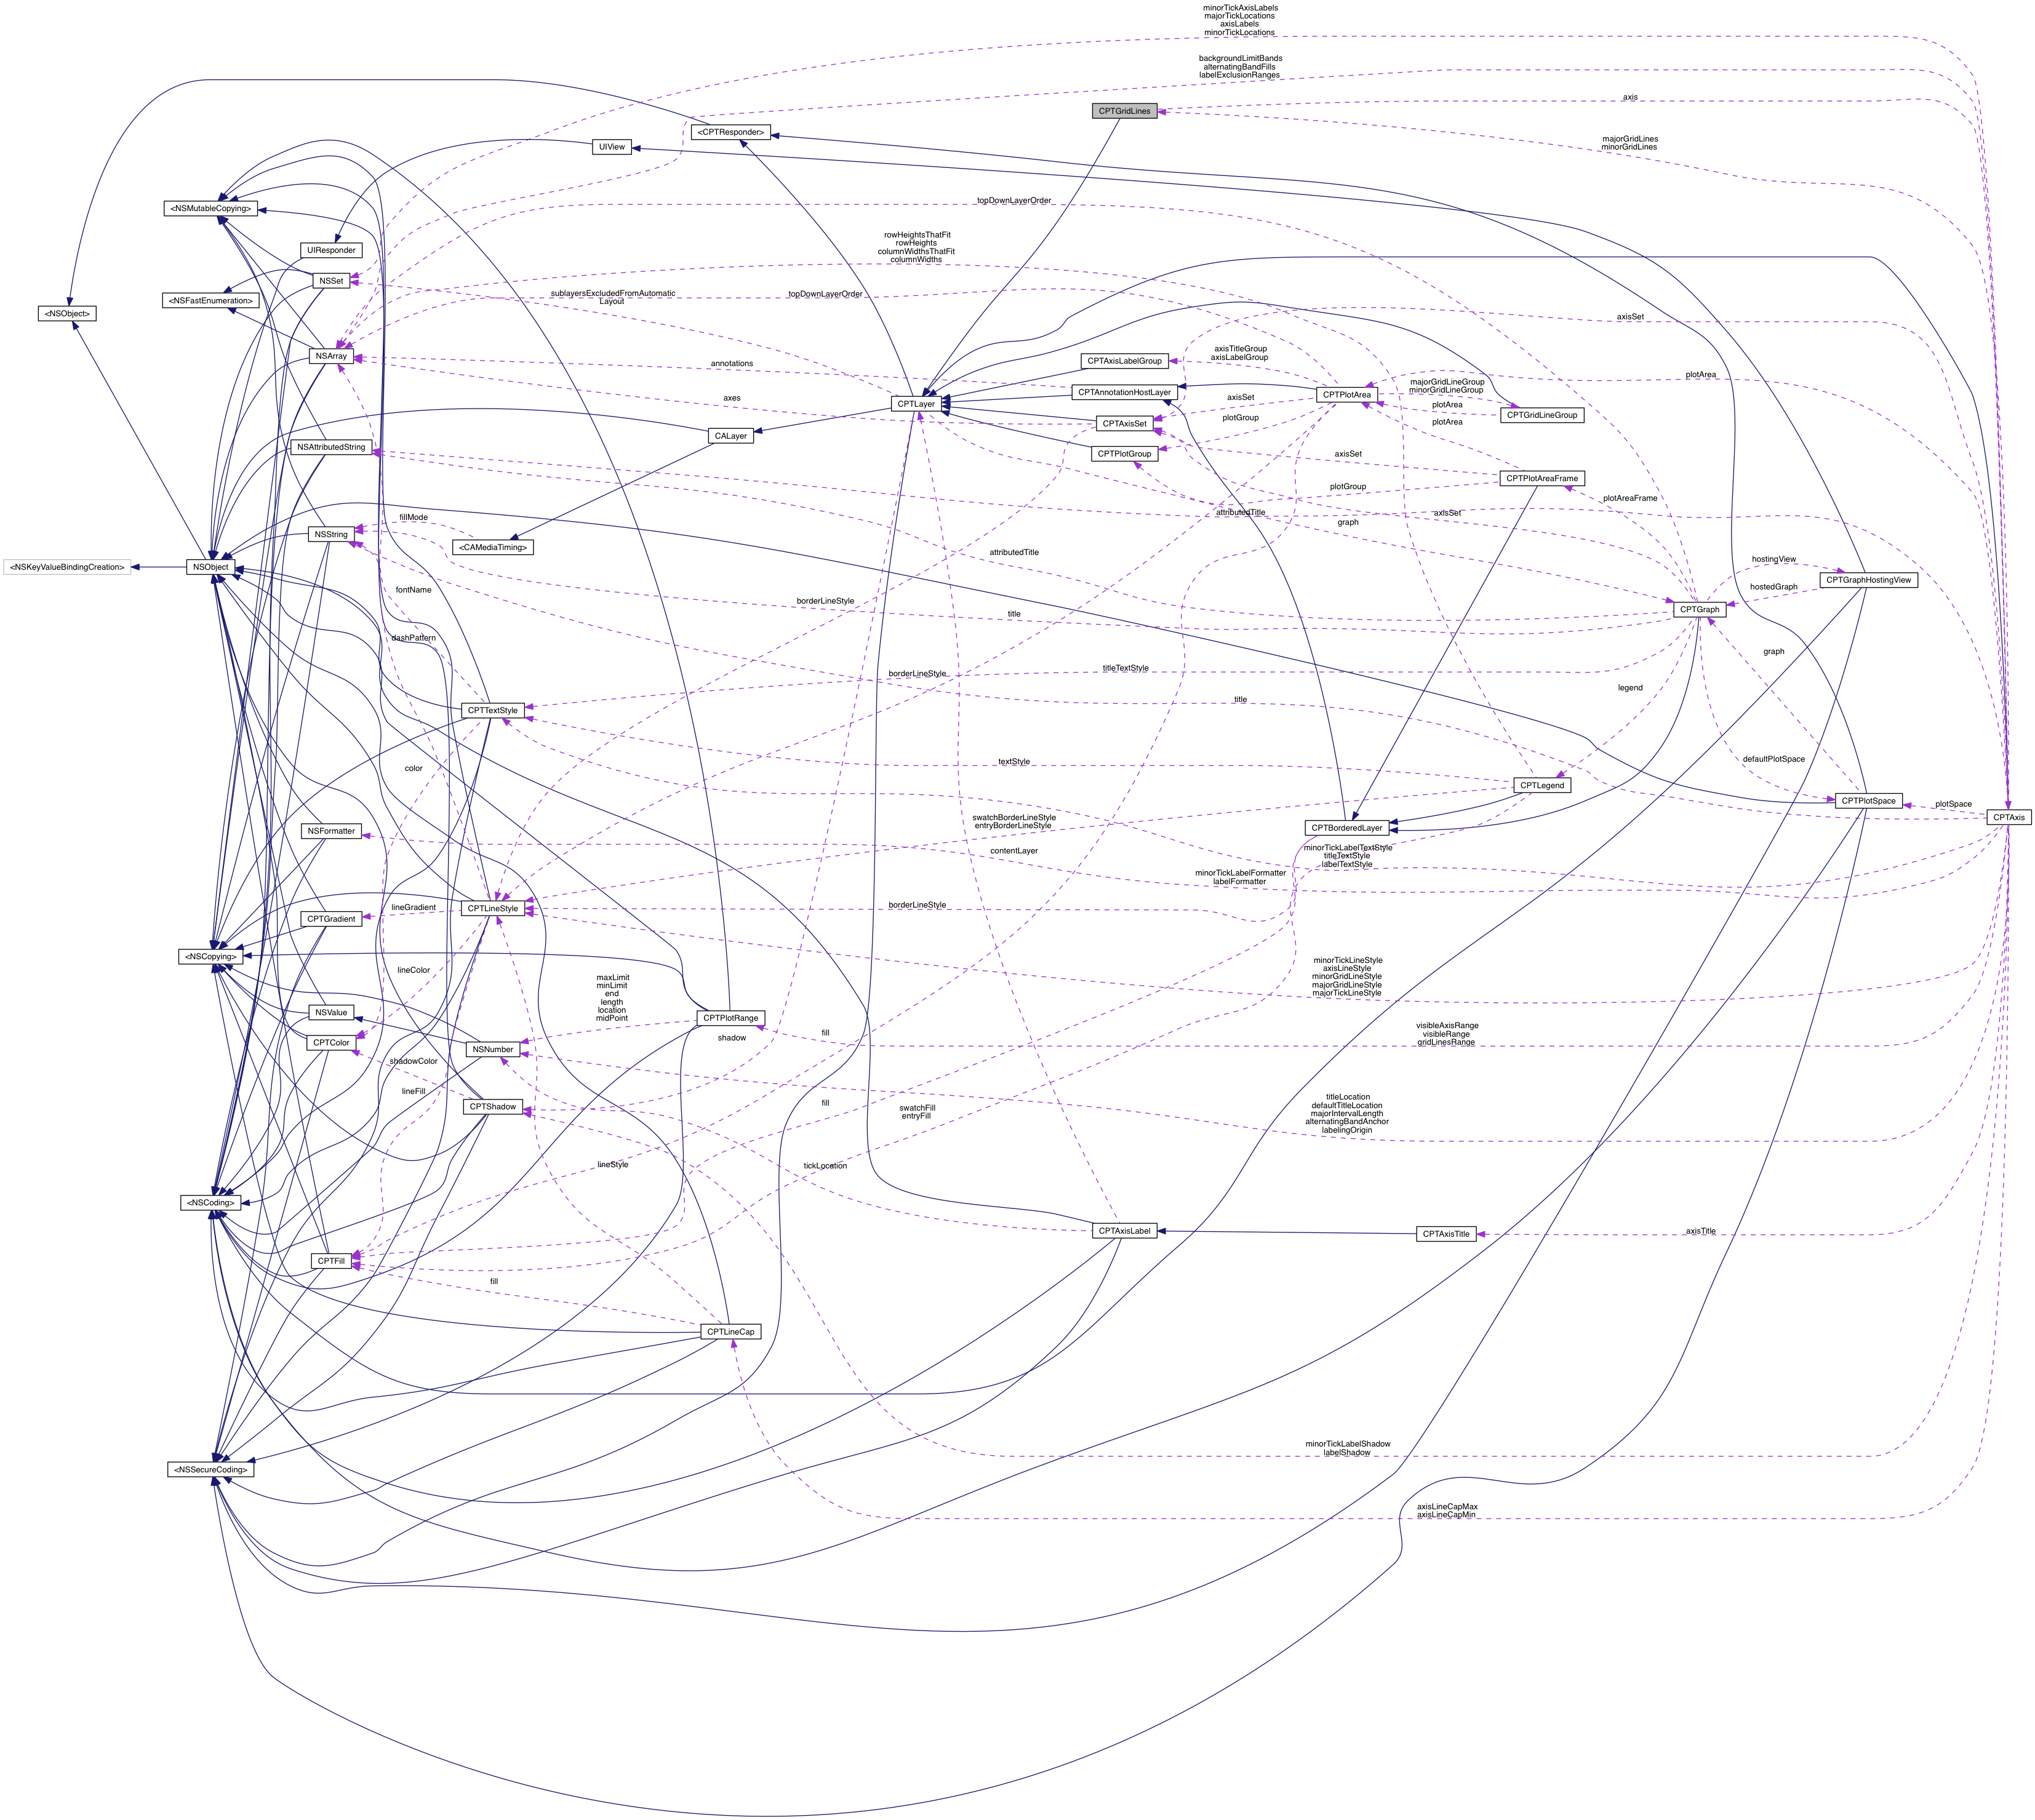 minorTickAxisLabels
majorTickLocations
axisLabels
minorTickLocations
backgroundLimitBands
alternatingBandFills
labelExclusionRanges
axis
CPTGridLines
<CPTResponder>
majorGridLines
minorGridLines
UIView
topDownLayerOrder
<NSMutableCopying>
rowHeightsThatFit
rowHeights
columnWidthsThatFit
columnWidths
UIResponder
NSSet
sublayersExcludedFromAutomatic
Layout
topDownLayerOrder
<NSFastEnumeration>
<NSObject>
axisSet
NSArray
annotations
axisTitleGroup
axisLabelGroup
CPTAxisLabelGroup
plotArea
majorGridLineGroup
minorGridLineGroup
CPTAnnotationHostLayer
CPTPlotArea
axes
CPTLayer
axisSet
plotArea
CPTGridLineGroup
plotGroup
plotArea
CPTAxisSet
CALayer
NSAttributedString
CPTPlotGroup
axisSet
CPTPlotAreaFrame
plotGroup
plotAreaFrame
attributedTitle
axisSet
fillMode
graph
NSString
<CAMediaTiming>
attributedTitle
hostingView
<NSKeyValueBindingCreation>
NSObject
CPTGraphHostingView
hostedGraph
fontName
borderLineStyle
title
CPTGraph
dashPattern
graph
titleTextStyle
borderLineStyle
legend
title
CPTTextStyle
defaultPlotSpace
textStyle
color
CPTLegend
CPTPlotSpace
plotSpace
swatchBorderLineStyle
entryBorderLineStyle
CPTAxis
NSFormatter
CPTBorderedLayer
contentLayer
minorTickLabelTextStyle
titleTextStyle
labelTextStyle
minorTickLabelFormatter
labelFormatter
lineGradient
CPTLineStyle
borderLineStyle
CPTGradient
<NSCopying>
lineColor
minorTickLineStyle
axisLineStyle
minorGridLineStyle
majorGridLineStyle
majorTickLineStyle
maxLimit
minLimit
end
length
location
midPoint
NSValue
CPTPlotRange
visibleAxisRange
visibleRange
gridLinesRange
fill
shadow
CPTColor
NSNumber
shadowColor
lineFill
titleLocation
defaultTitleLocation
majorIntervalLength
alternatingBandAnchor
labelingOrigin
fill
swatchFill
entryFill
CPTShadow
lineStyle
tickLocation
<NSCoding>
CPTAxisLabel
CPTAxisTitle
axisTitle
CPTFill
fill
CPTLineCap
minorTickLabelShadow
labelShadow
<NSSecureCoding>
axisLineCapMax
axisLineCapMin